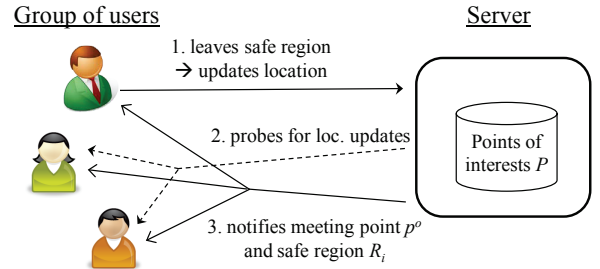 Group of users
Server
1. leaves safe region
→ updates location
2. probes for loc. updates
Points of
interests P
3. notifies meeting point pᵒ
and safe region Rᵢ